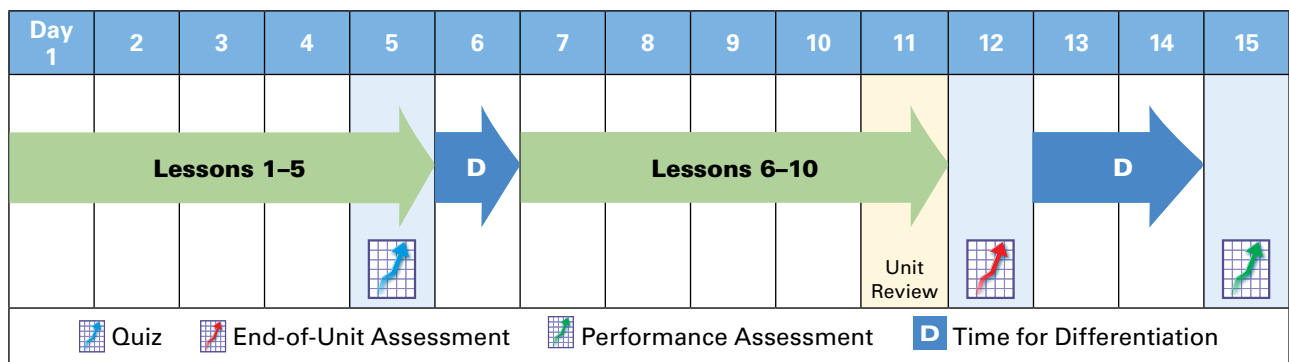 Day 1 2 3 4 5 6 7 8 9 10 11 12 13 14 15
Lessons 1–5 D Lessons 6–10 D
Unit
Review
Quiz End-of-Unit Assessment Performance Assessment D Time for Differentiation